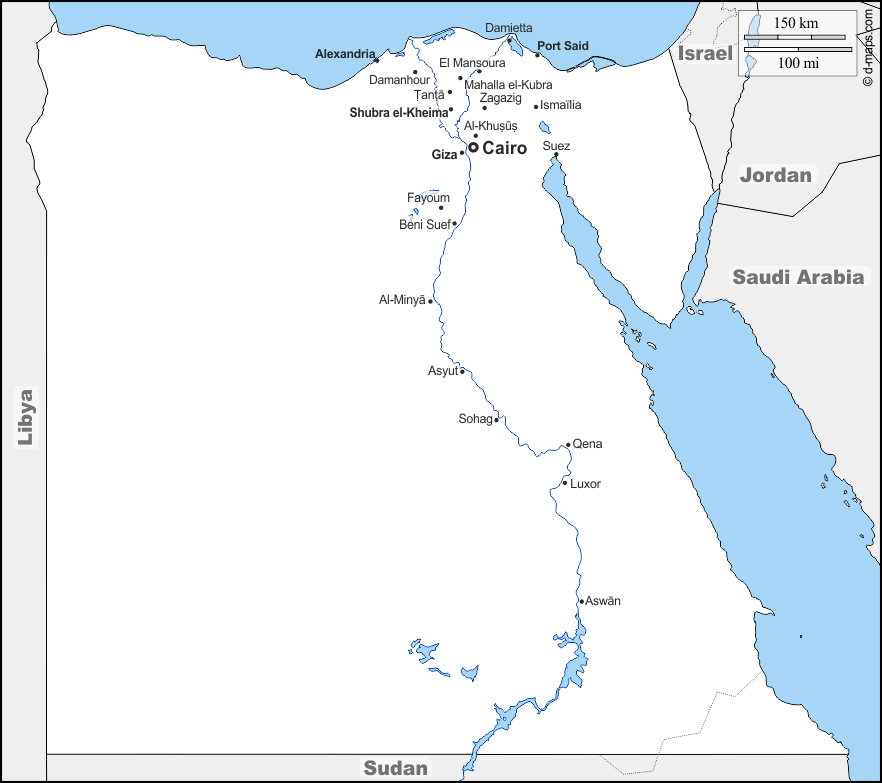 Damietta
150 km
100 mi
© d-maps.com
Alexandria
Port Said
Israel
El Mansoura
Damanhour
Mahalla el-Kubra
Ṭanṭā
Zagazig
Ismaïlia
Shubra el-Kheima
Al-Khuṣūṣ
Cairo
Suez
Giza
Jordan
Fayoum
Beni Suef
Saudi Arabia
Al-Minyā
Asyut
Libya
Sohag
Qena
Luxor
Aswān
Sudan